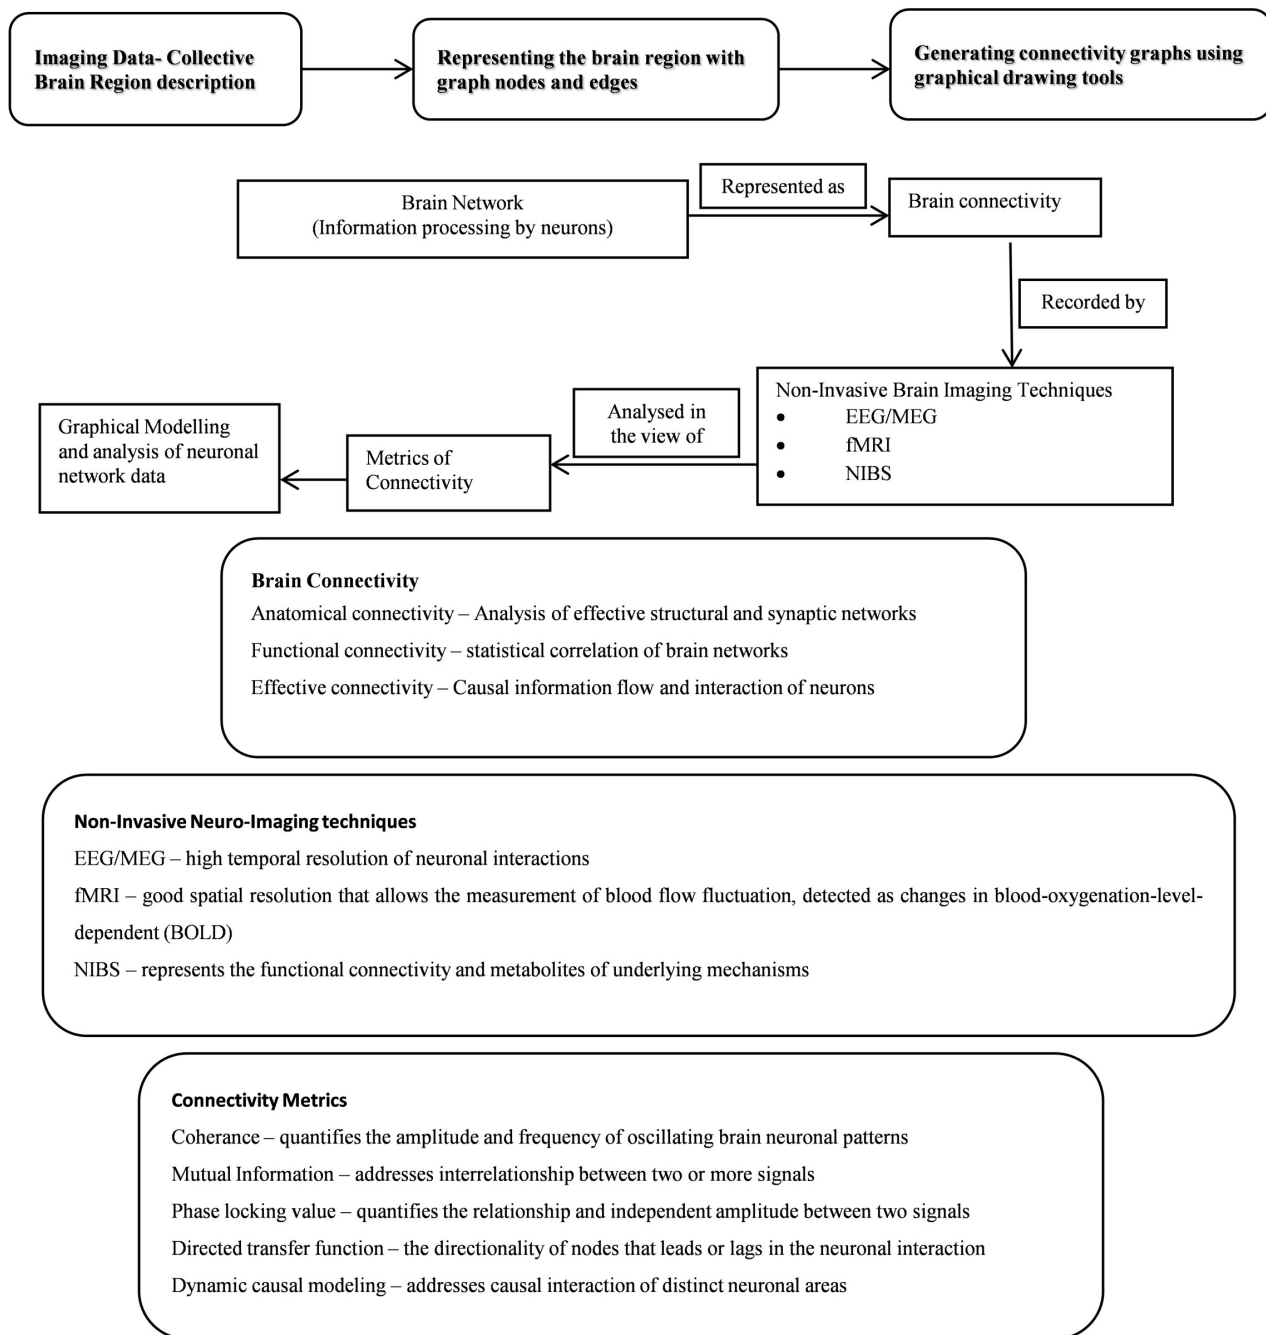 Imaging Data- Collective
Brain Region description
Representing the brain region with
graph nodes and edges
Generating connectivity graphs using
graphical drawing tools
Brain Network
(Information processing by neurons)
Represented as
Brain connectivity
Recorded by
Non-Invasive Brain Imaging Techniques
• EEG/MEG
• fMRI
• NIBS
Analysed in
the view of
Metrics of
Connectivity
Graphical Modelling
and analysis of neuronal
network data
Brain Connectivity
Anatomical connectivity – Analysis of effective structural and synaptic networks
Functional connectivity – statistical correlation of brain networks
Effective connectivity – Causal information flow and interaction of neurons
Non-Invasive Neuro-Imaging techniques
EEG/MEG – high temporal resolution of neuronal interactions
fMRI – good spatial resolution that allows the measurement of blood flow fluctuation, detected as changes in blood-oxygenation-level-
dependent (BOLD)
NIBS – represents the functional connectivity and metabolites of underlying mechanisms
Connectivity Metrics
Coherance – quantifies the amplitude and frequency of oscillating brain neuronal patterns
Mutual Information – addresses interrelationship between two or more signals
Phase locking value – quantifies the relationship and independent amplitude between two signals
Directed transfer function – the directionality of nodes that leads or lags in the neuronal interaction
Dynamic causal modeling – addresses causal interaction of distinct neuronal areas